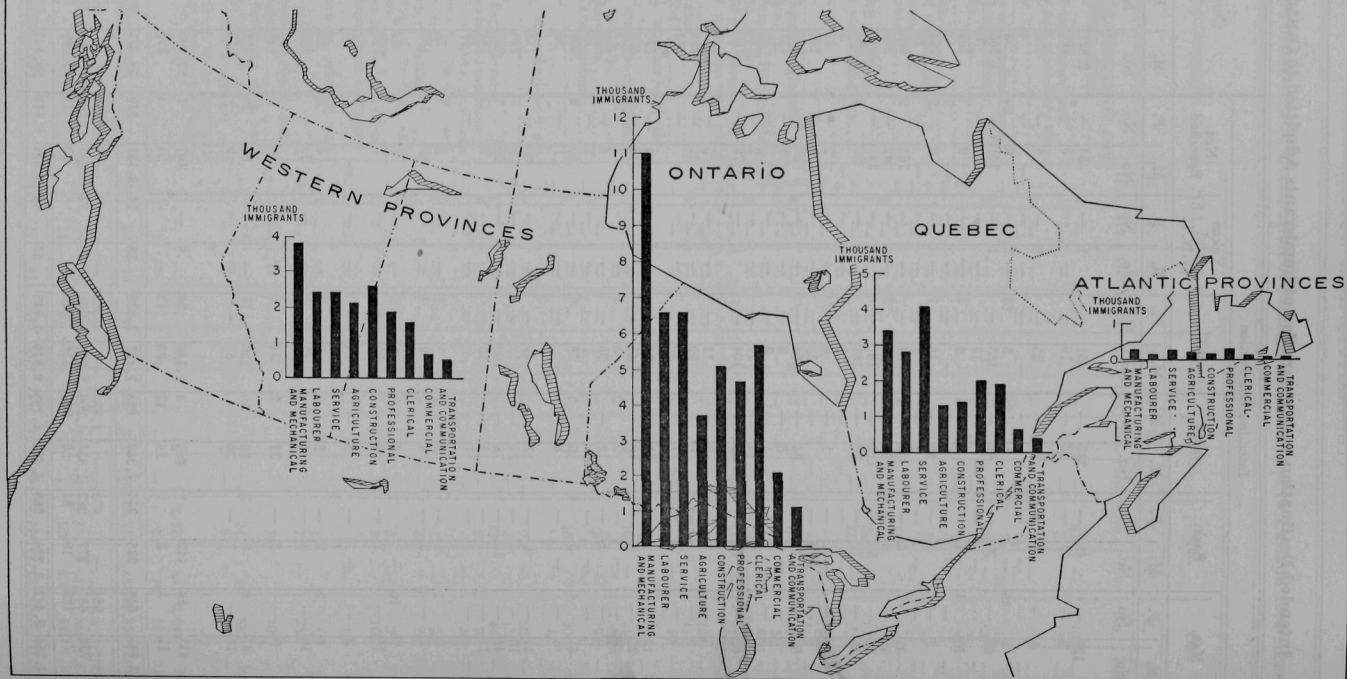 WESTERN PROVINCES
THOUSAND
IMMIGRANTS
4
3
2
1
0
MANUFACTURING
AND MECHANICAL
LABOURER
SERVICE
AGRICULTURE
CONSTRUCTION
PROFESSIONAL
CLERICAL
COMMERCIAL
TRANSPORTATION
AND COMMUNICATION
ONTARIO
THOUSAND
IMMIGRANTS
12
11
10
9
8
7
6
5
4
3
2
1
0
MANUFACTURING
AND MECHANICAL
LABOURER
SERVICE
AGRICULTURE
CONSTRUCTION
PROFESSIONAL
CLERICAL
COMMERCIAL
TRANSPORTATION
AND COMMUNICATION
QUEBEC
THOUSAND
IMMIGRANTS
5
4
3
2
1
0
MANUFACTURING
AND MECHANICAL
LABOURER
SERVICE
AGRICULTURE
CONSTRUCTION
PROFESSIONAL
CLERICAL
COMMERCIAL
TRANSPORTATION
AND COMMUNICATION
ATLANTIC PROVINCES
THOUSAND
IMMIGRANTS
1
0
MANUFACTURING
AND MECHANICAL
LABOURER
SERVICE
AGRICULTURE
CONSTRUCTION
PROFESSIONAL
CLERICAL
COMMERCIAL
TRANSPORTATION
AND COMMUNICATION